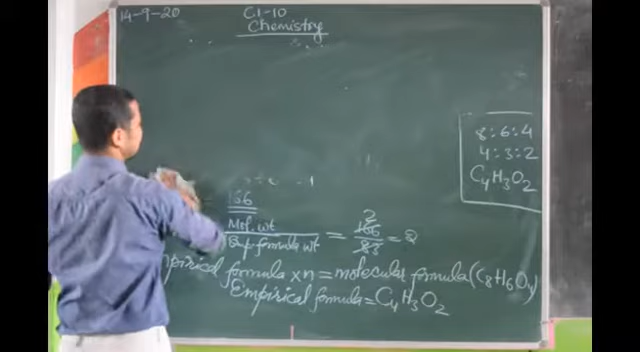 14-9-20
Cl-10
Chemistry
8:6:4
4:3:2
C₄H₃O₂
166
Mol. wt
Emp. formula wt
= 166 2
83
= 2
Empirical formula × n = molecular formula (C₈H₆O₄)
Empirical formula = C₄H₃O₂